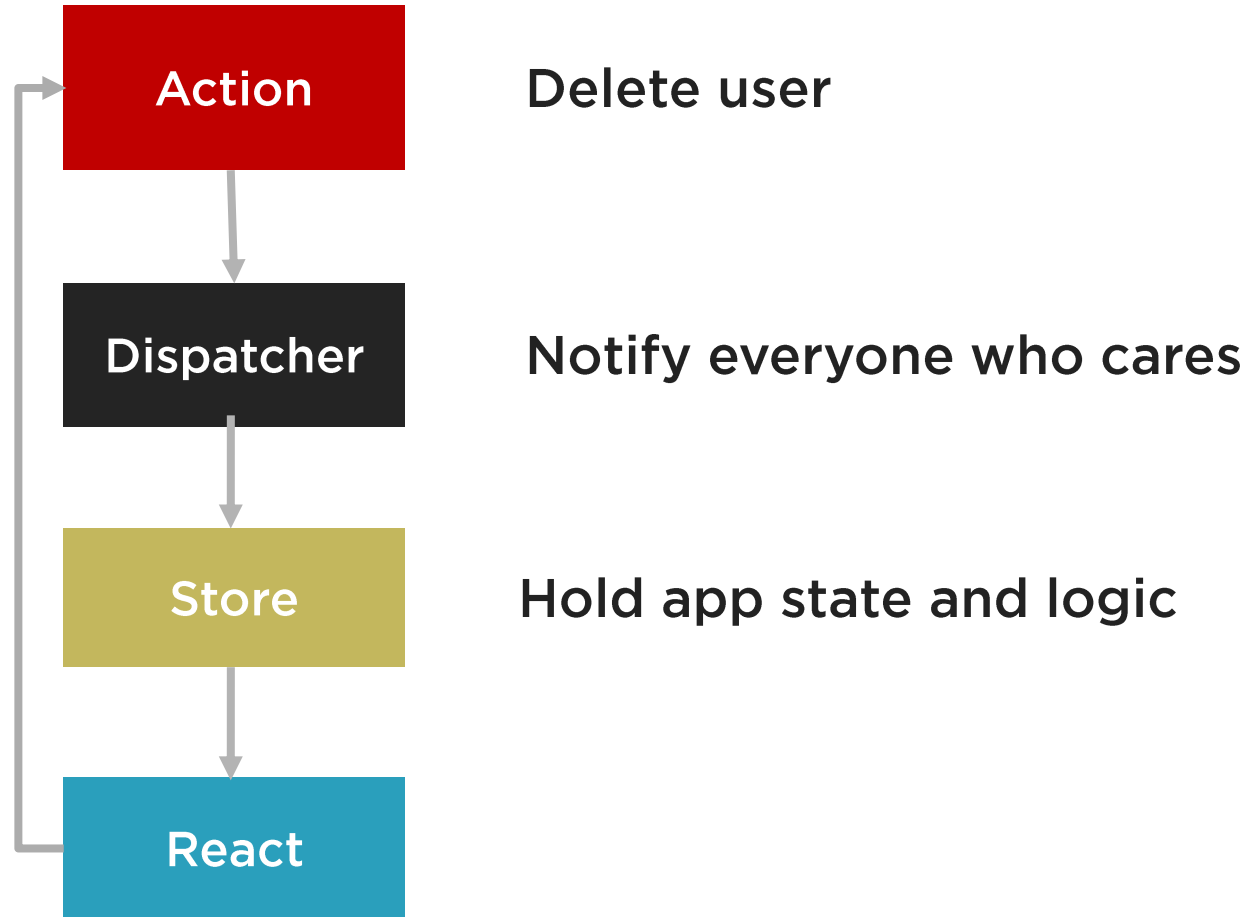 Action
Delete user
Dispatcher
Notify everyone who cares
Store
Hold app state and logic
React